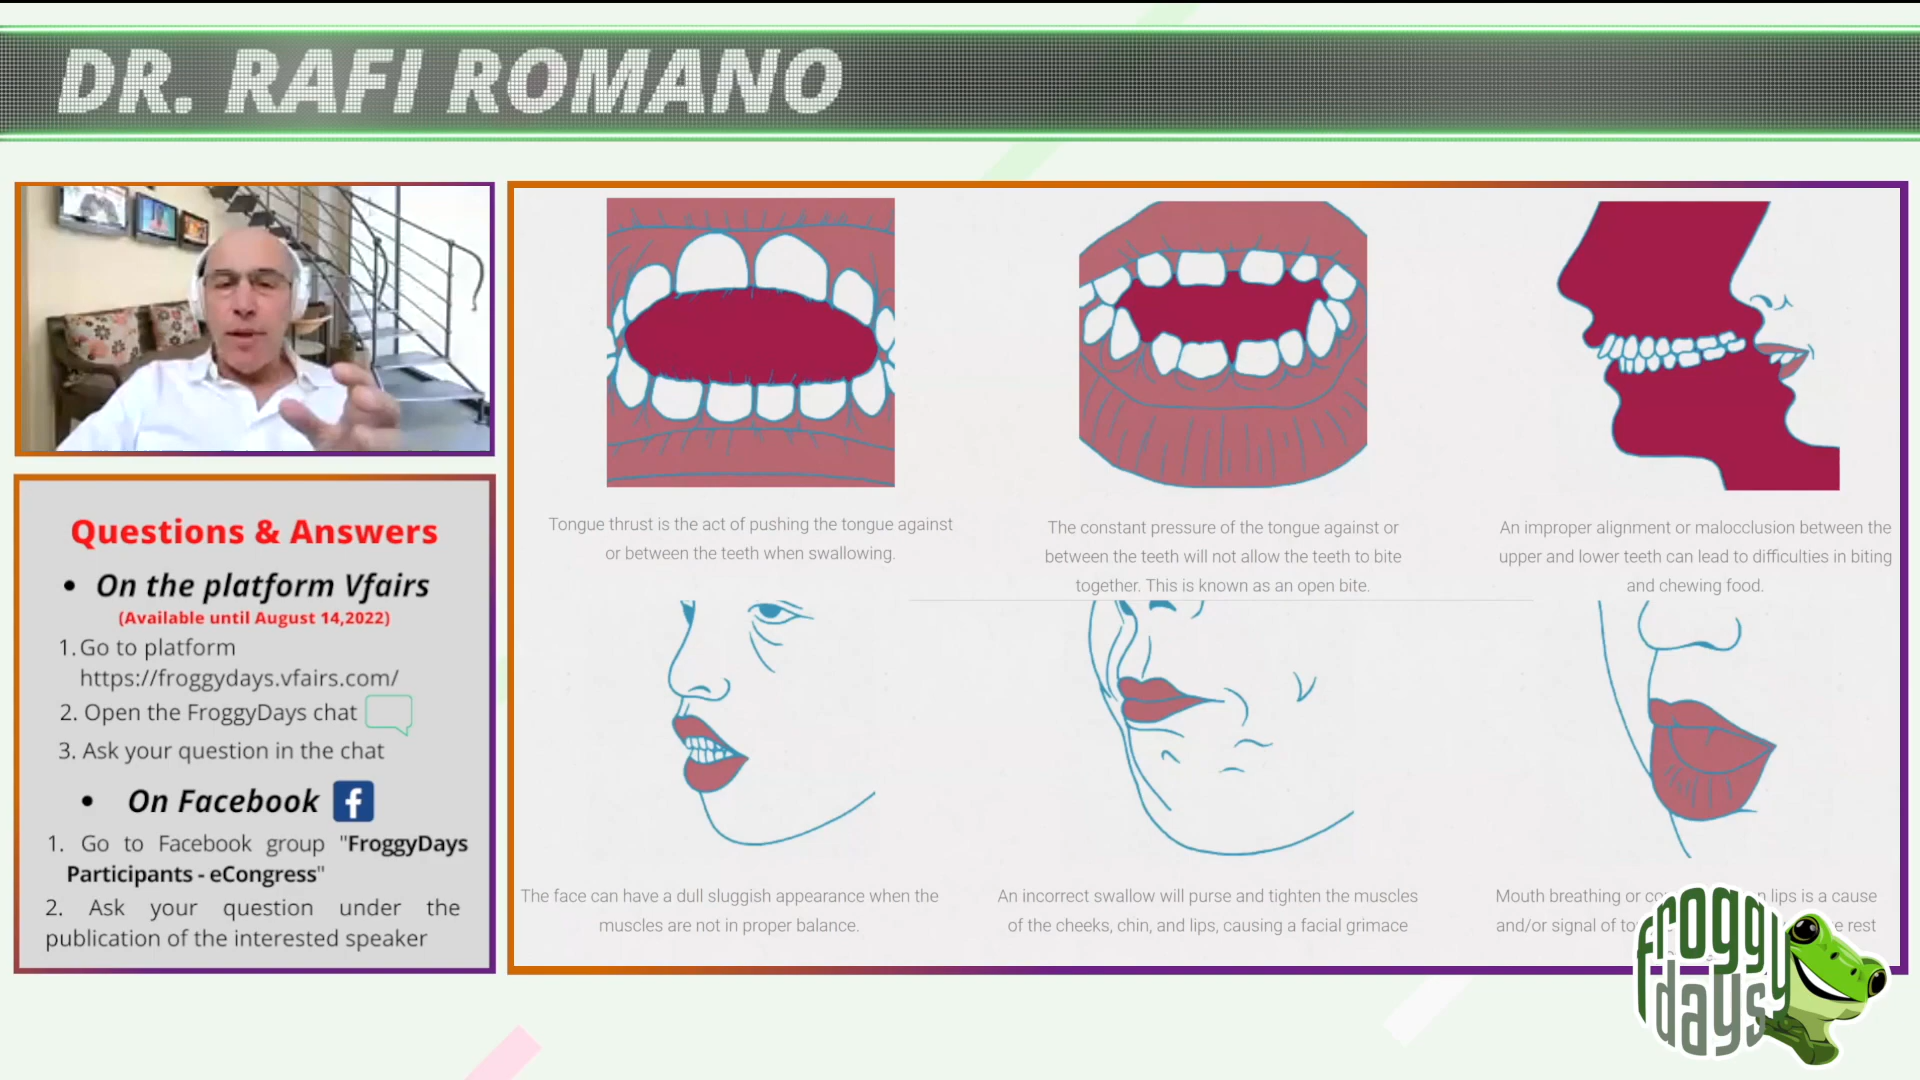 DR. RAFI ROMANO
Questions & Answers
• On the platform Vfairs
(Available until August 14,2022)
1. Go to platform
https://froggydays.vfairs.com/
2. Open the FroggyDays chat
3. Ask your question in the chat
• On Facebook
1. Go to Facebook group "FroggyDays
Participants - eCongress"
2. Ask your question under the
publication of the interested speaker
Tongue thrust is the act of pushing the tongue against
or between the teeth when swallowing.
The constant pressure of the tongue against or
between the teeth will not allow the teeth to bite
together. This is known as an open bite.
An improper alignment or malocclusion between the
upper and lower teeth can lead to difficulties in biting
and chewing food.
The face can have a dull sluggish appearance when the
muscles are not in proper balance.
An incorrect swallow will purse and tighten the muscles
of the cheeks, chin, and lips, causing a facial grimace
Mouth breathing or lips is a cause
and/or signal of rest
froggy
days